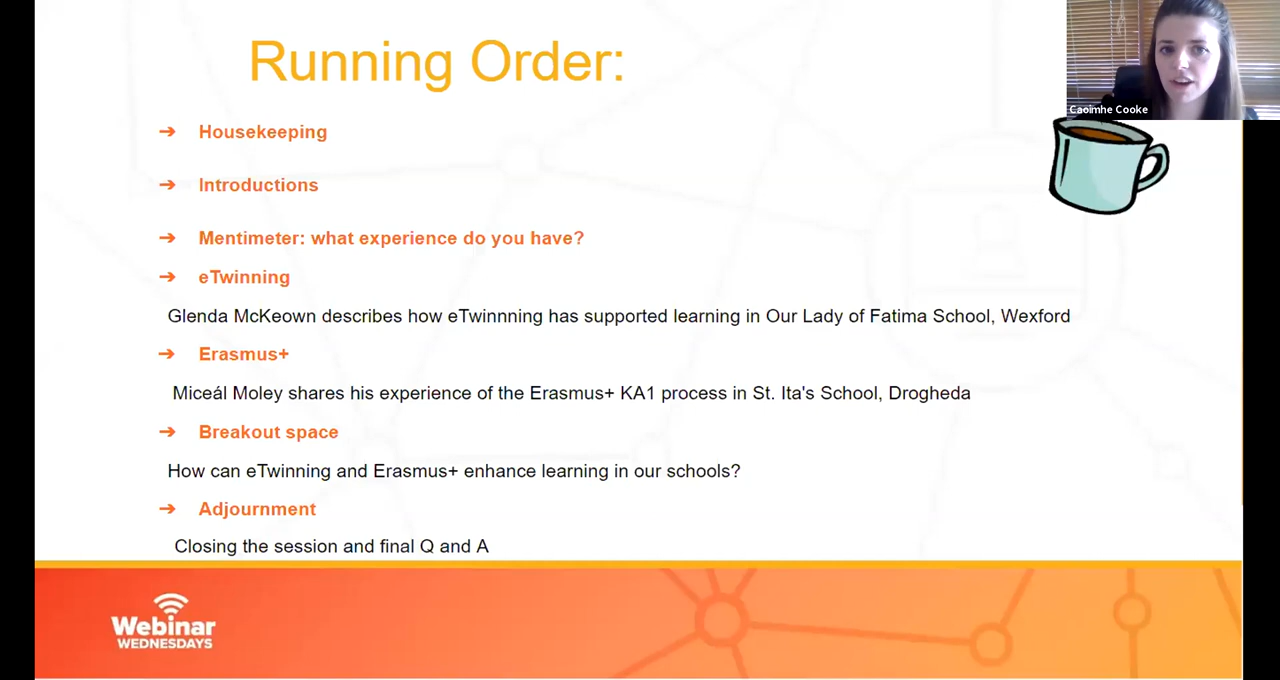 Running Order:
Caoimhe Cooke
➔ Housekeeping
➔ Introductions
➔ Mentimeter: what experience do you have?
➔ eTwinning
Glenda McKeown describes how eTwinnning has supported learning in Our Lady of Fatima School, Wexford
➔ Erasmus+
Miceál Moley shares his experience of the Erasmus+ KA1 process in St. Ita's School, Drogheda
➔ Breakout space
How can eTwinning and Erasmus+ enhance learning in our schools?
➔ Adjournment
Closing the session and final Q and A
Webinar
WEDNESDAYS